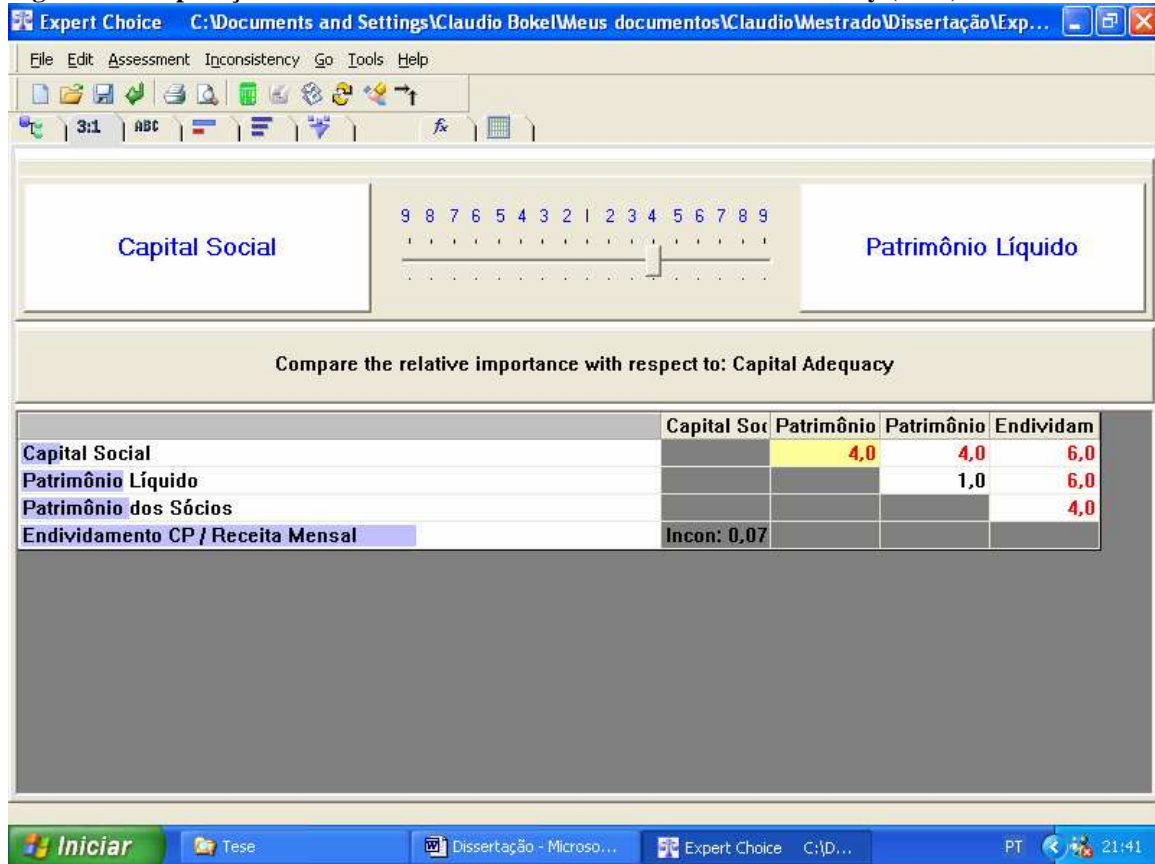 Expert Choice C:\Documents and Settings\Claudio Bokel\Meus documentos\Claudio\Mestrado\Dissertação\Exp...
File Edit Assessment Inconsistency Go Tools Help
3:1 ABC fx
9 8 7 6 5 4 3 2 1 2 3 4 5 6 7 8 9
Capital Social
Patrimônio Líquido
Compare the relative importance with respect to: Capital Adequacy
Capital Soc Patrimônio Patrimônio Endividam
Capital Social 4,0 4,0 6,0
Patrimônio Líquido 1,0 6,0
Patrimônio dos Sócios 4,0
Endividamento CP / Receita Mensal Incon: 0,07
Iniciar Tese Dissertação - Microso... Expert Choice C:\D... PT 21:41